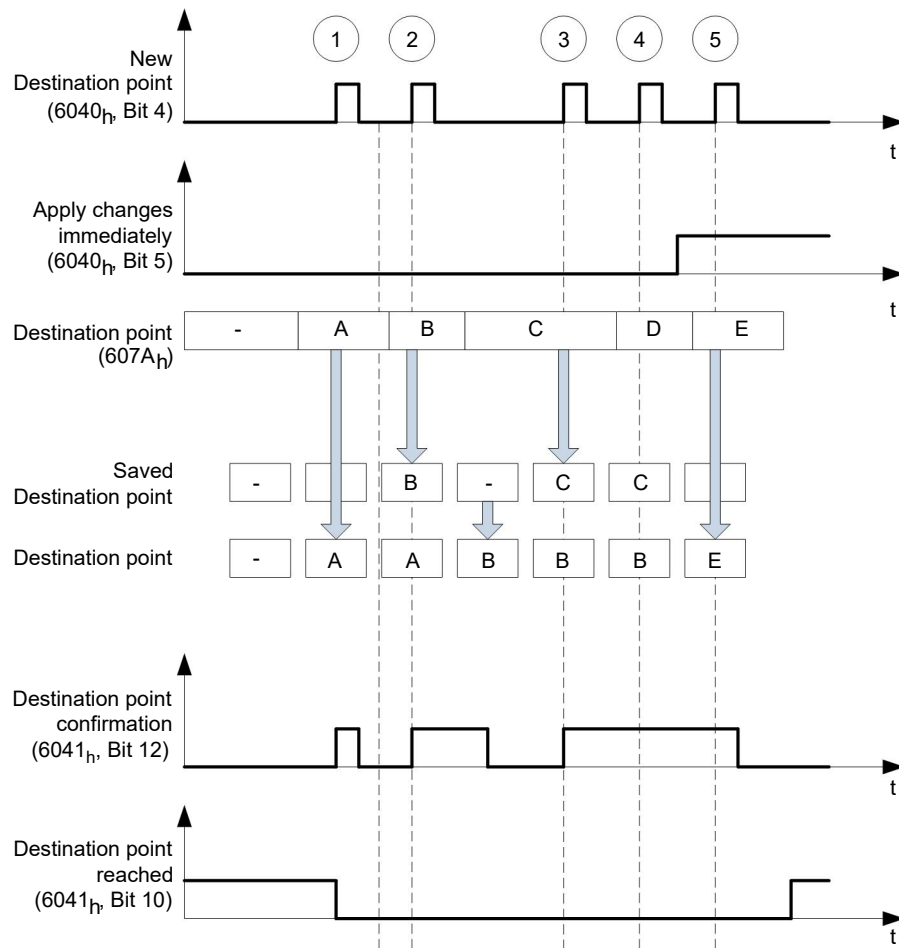 1 2 3 4 5
New
Destination point
(6040h, Bit 4)
t
Apply changes
immediately
(6040h, Bit 5)
t
Destination point
(607Ah)
- A B C D E
Saved
Destination point
- B - C C
Destination point
- A A B B B E
Destination point
confirmation
(6041h, Bit 12)
t
Destination point
reached
(6041h, Bit 10)
t